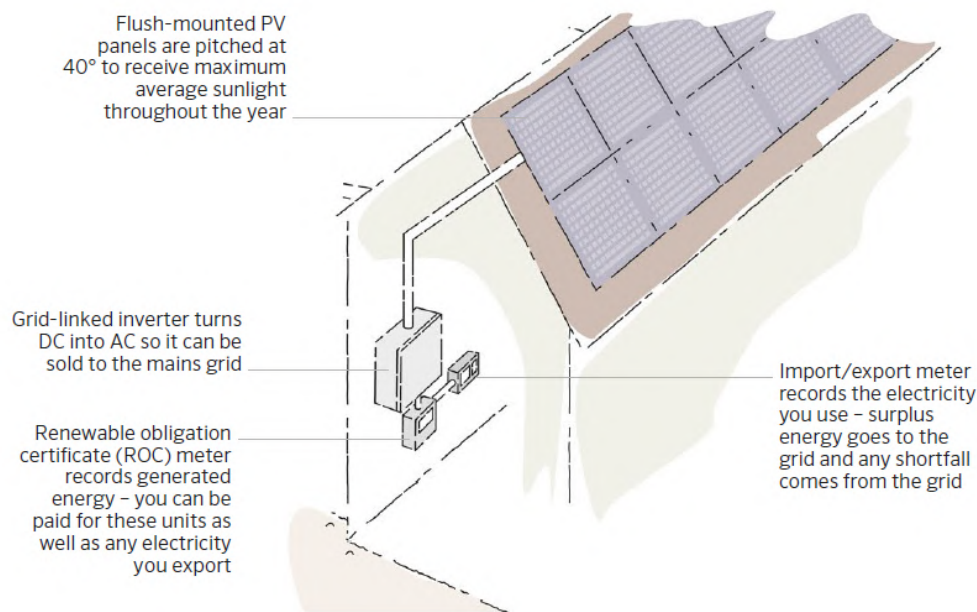 Flush-mounted PV
panels are pitched at
40° to receive maximum
average sunlight
throughout the year
Grid-linked inverter turns
DC into AC so it can be
sold to the mains grid
Renewable obligation
certificate (ROC) meter
records generated
energy – you can be
paid for these units as
well as any electricity
you export
Import/export meter
records the electricity
you use – surplus
energy goes to the
grid and any shortfall
comes from the grid